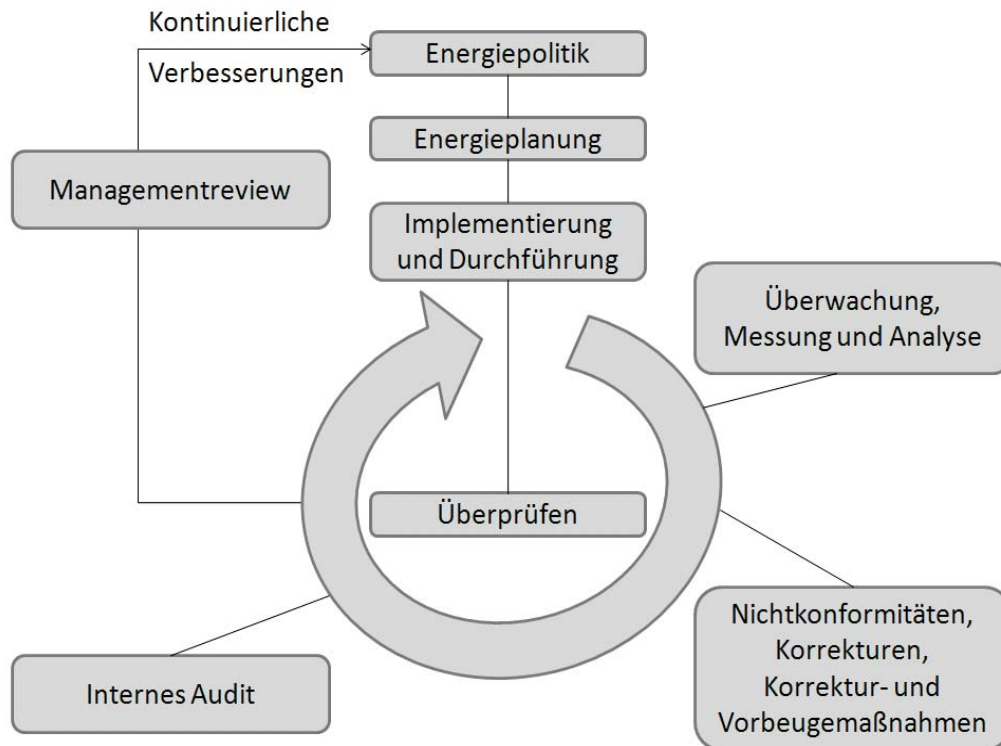 Kontinuierliche
Verbesserungen
Energiepolitik
Energieplanung
Managementreview
Implementierung
und Durchführung
Überwachung,
Messung und Analyse
Überprüfen
Nichtkonformitäten,
Korrekturen,
Korrektur- und
Vorbeugemaßnahmen
Internes Audit